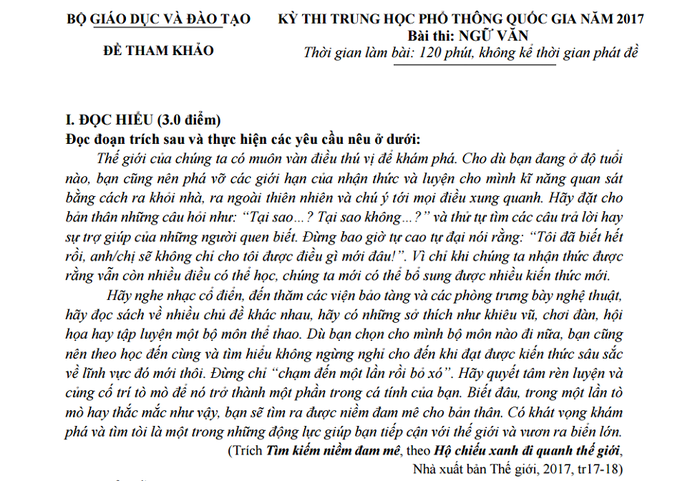 BỘ GIÁO DỤC VÀ ĐÀO TẠO
ĐỀ THAM KHẢO
KỲ THI TRUNG HỌC PHỔ THÔNG QUỐC GIA NĂM 2017
Bài thi: NGỮ VĂN
Thời gian làm bài: 120 phút, không kể thời gian phát đề
I. ĐỌC HIỂU (3.0 điểm)
Đọc đoạn trích sau và thực hiện các yêu cầu nêu ở dưới:
Thế giới của chúng ta có muôn vàn điều thú vị để khám phá. Cho dù bạn đang ở độ tuổi
nào, bạn cũng nên phá vỡ các giới hạn của nhận thức và luyện cho mình kĩ năng quan sát
bằng cách ra khỏi nhà, ra ngoài thiên nhiên và chú ý tới mọi điều xung quanh. Hãy đặt cho
bản thân những câu hỏi như: “Tại sao…? Tại sao không…?” và thử tự tìm các câu trả lời hay
sự trợ giúp của những người quen biết. Đừng bao giờ tự cao tự đại nói rằng: “Tôi đã biết hết
rồi, anh/chị sẽ không chỉ cho tôi được điều gì mới đâu!”. Vì chỉ khi chúng ta nhận thức được
rằng vẫn còn nhiều điều có thể học, chúng ta mới có thể bổ sung được nhiều kiến thức mới.
Hãy nghe nhạc cổ điển, đến thăm các viện bảo tàng và các phòng trưng bày nghệ thuật,
hãy đọc sách về nhiều chủ đề khác nhau, hãy có những sở thích như khiêu vũ, chơi đàn, hội
họa hay tập luyện một bộ môn thể thao. Dù bạn chọn cho mình bộ môn nào đi nữa, bạn cũng
nên theo học đến cùng và tìm hiểu không ngừng nghỉ cho đến khi đạt được kiến thức sâu sắc
về lĩnh vực đó mới thôi. Đừng chỉ “chạm đến một lần rồi bỏ xó”. Hãy quyết tâm rèn luyện và
củng cố trí tò mò để nó trở thành một phần trong cá tính của bạn. Biết đâu, trong một lần tò
mò hay thắc mắc như vậy, bạn sẽ tìm ra được niềm đam mê cho bản thân. Có khát vọng khám
phá và tìm tòi là một trong những động lực giúp bạn tiếp cận với thế giới và vươn ra biển lớn.
(Trích Tìm kiếm niềm đam mê, theo Hộ chiếu xanh đi quanh thế giới,
Nhà xuất bản Thế giới, 2017, tr17-18)